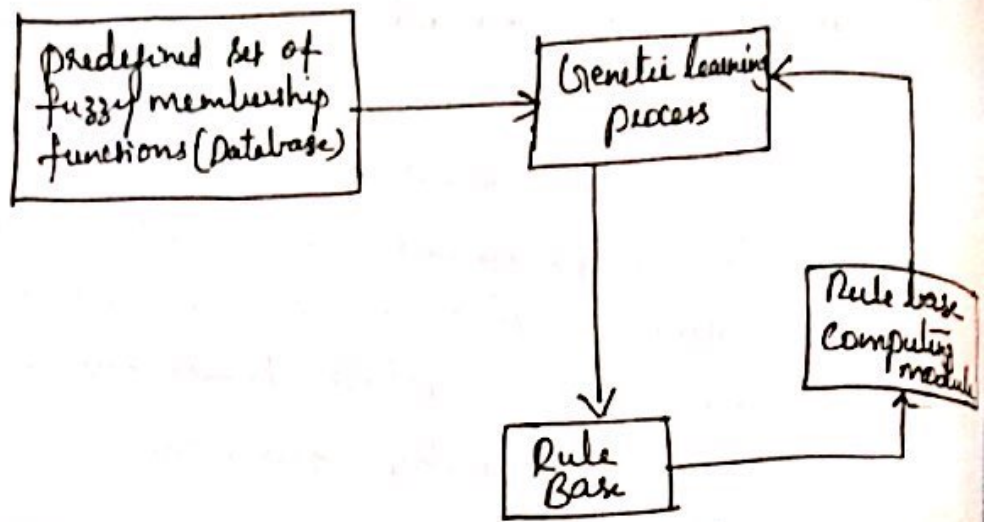 Predefined set of
fuzzy membership
functions (Database)
Genetic learning
process
Rule base
Computing
module
Rule
Base